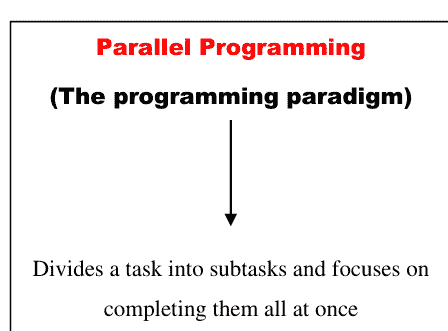 Parallel Programming
(The programming paradigm)
Divides a task into subtasks and focuses on
completing them all at once